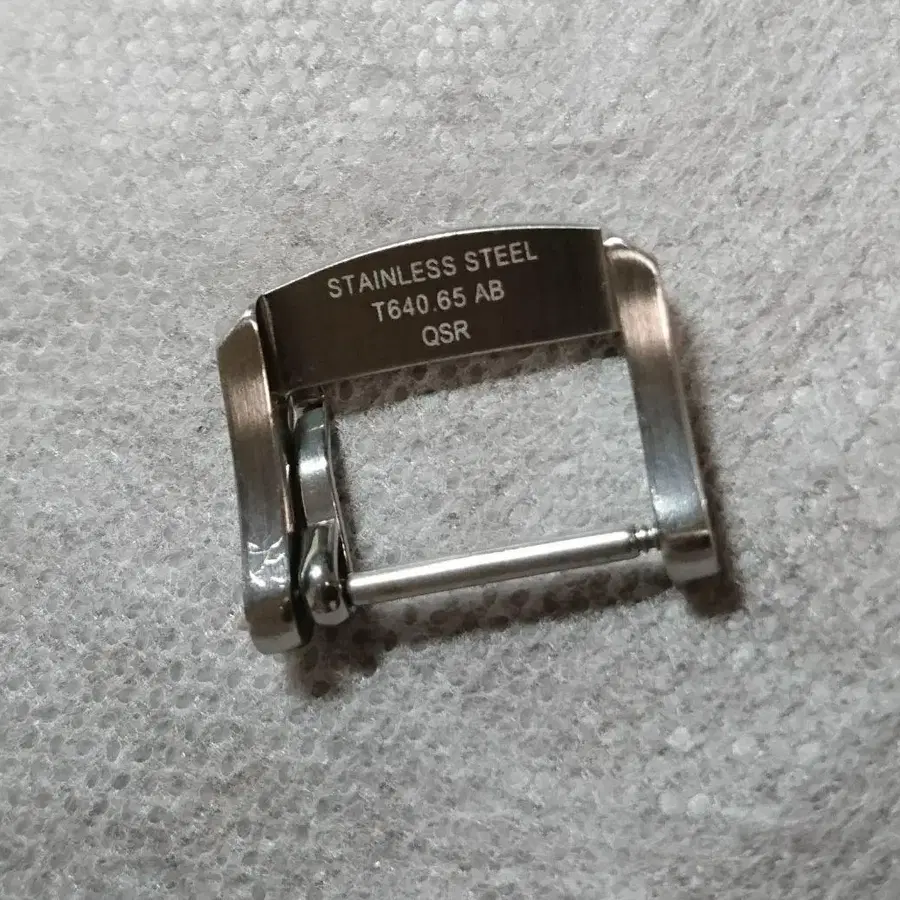 STAINLESS STEEL
T640.65 AB
QSR